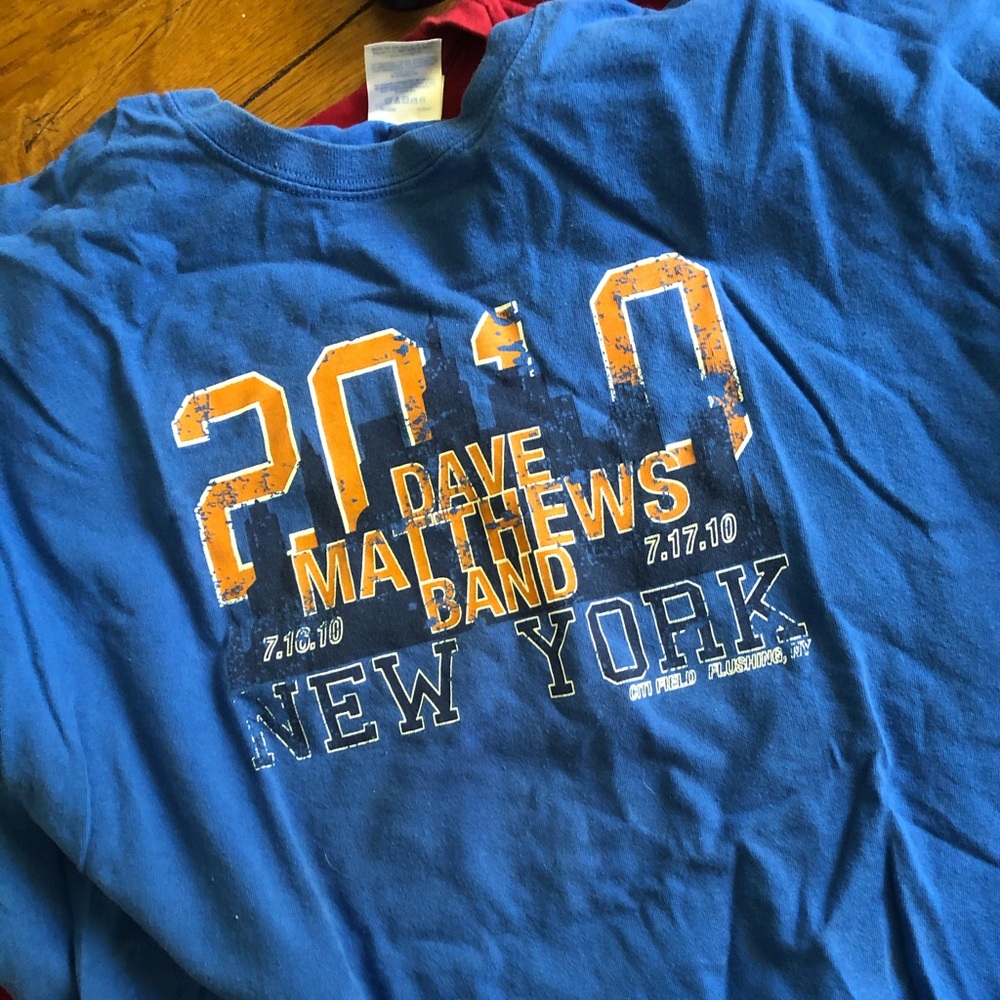 2010
DAVE
MATTHEWS
BAND
7.16.10
7.17.10
NEW YORK
CITI FIELD FLUSHING, NY